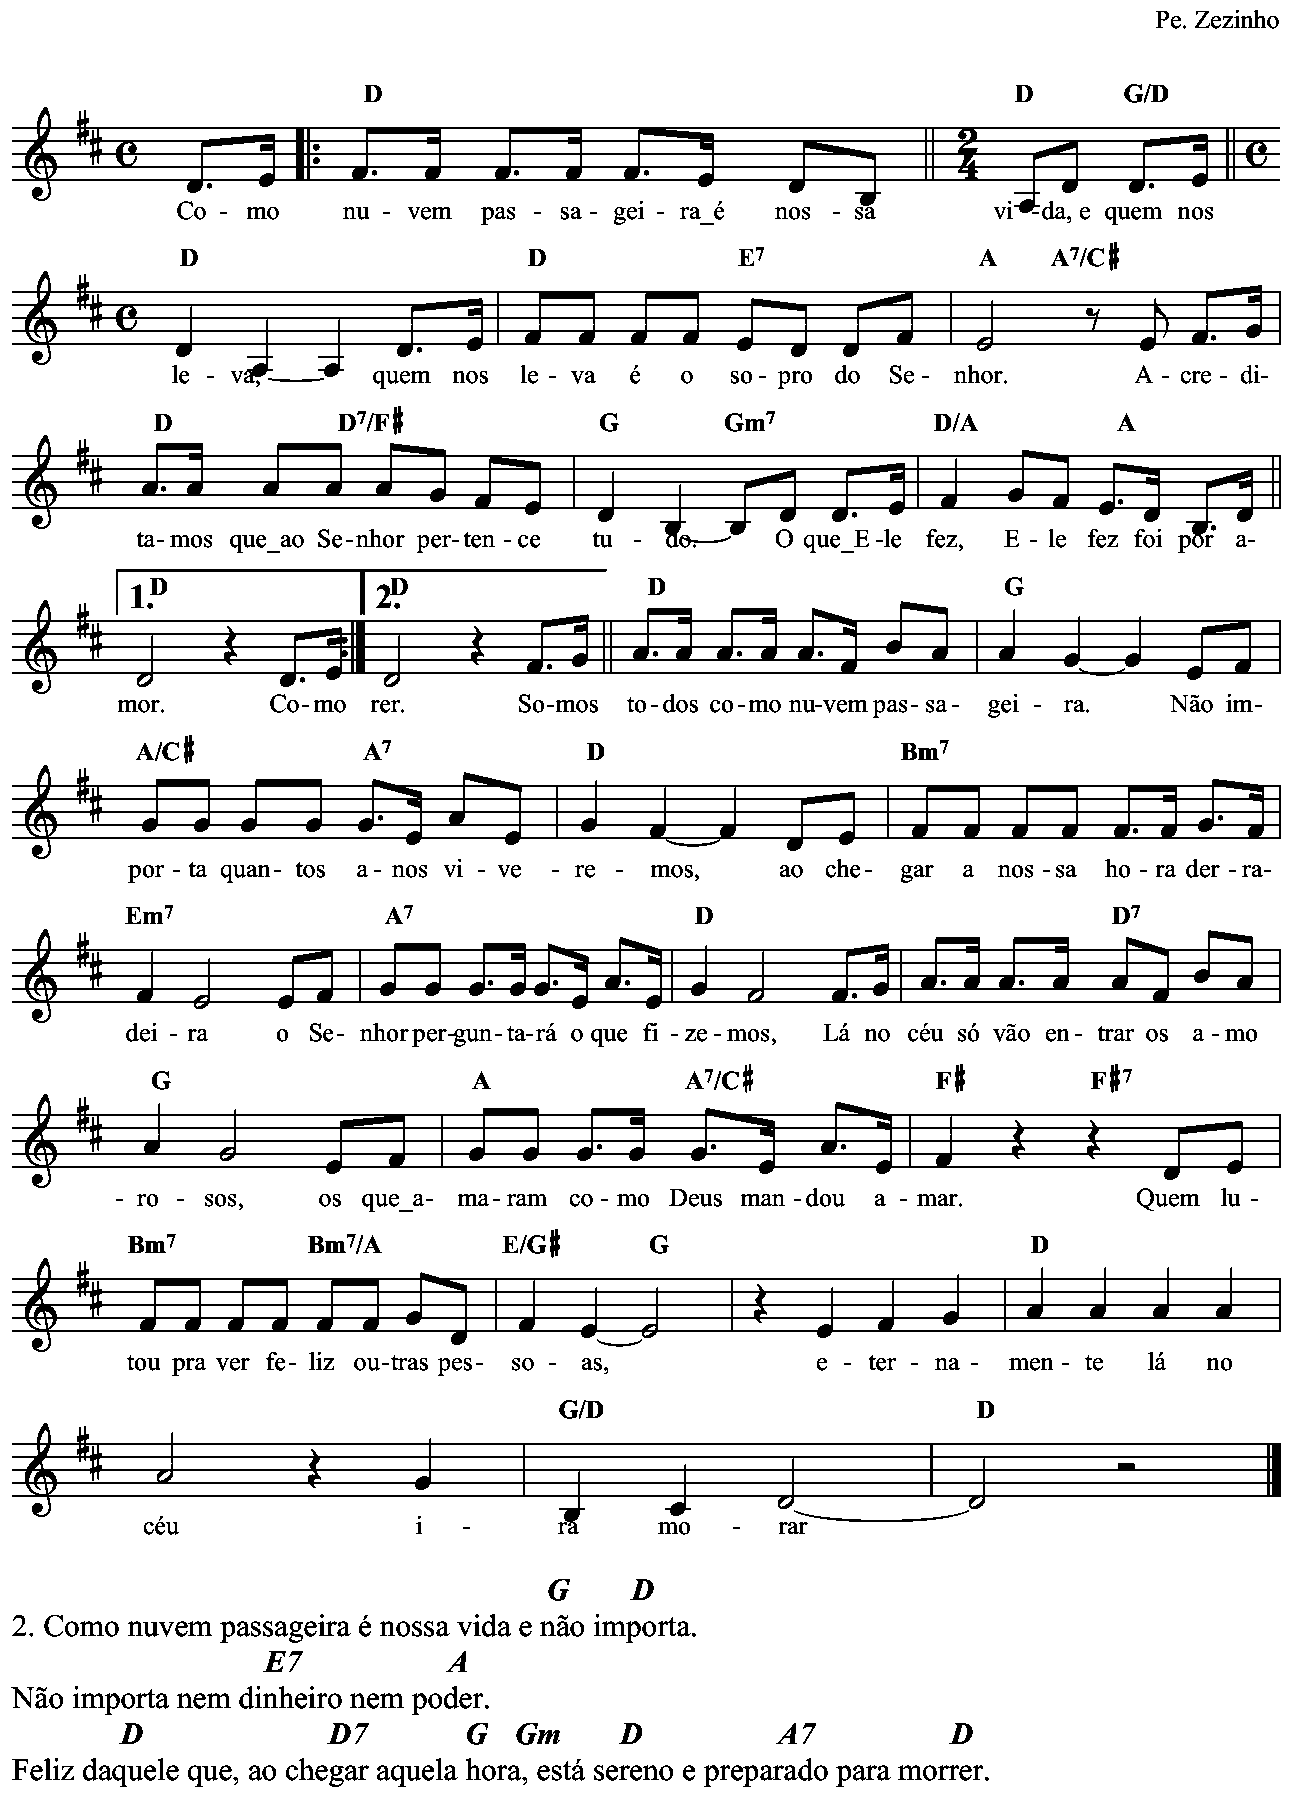 Pe. Zezinho
D D G/D
Co - mo nu - vem pas - sa - gei - ra_é nos - sa vi - da, e quem nos
D D E7 A A7/C#
le - va, quem nos le - va é o so - pro do Se - nhor. A - cre - di-
D D7/F# G Gm7 D/A A
ta-mos que_ao Se-nhor per-ten-ce tu - do. O que_E-le fez, E - le fez foi por a-
1. D 2. D D G
mor. Co-mo rer. So-mos to-dos co-mo nu-vem pas-sa- gei - ra. Não im-
A/C# A7 D Bm7
por - ta quan- tos a - nos vi - ve - re - mos, ao che - gar a nos - sa ho - ra der - ra-
Em7 A7 D D7
dei - ra o Se- nhor per-gun-ta-rá o que fi - ze - mos, Lá no céu só vão en - trar os a - mo
G A A7/C# F# F#7
- ro - sos, os que_a- ma - ram co - mo Deus man - dou a - mar. Quem lu -
Bm7 Bm7/A E/G# G D
tou pra ver fe - liz ou-tras pes- so - as, e - ter - na - men - te lá no
G/D D
céu i - rá mo - rar
G D
2. Como nuvem passageira é nossa vida e não importa.
E7 A
Não importa nem dinheiro nem poder.
D D7 G Gm D A7 D
Feliz daquele que, ao chegar aquela hora, está sereno e preparado para morrer.